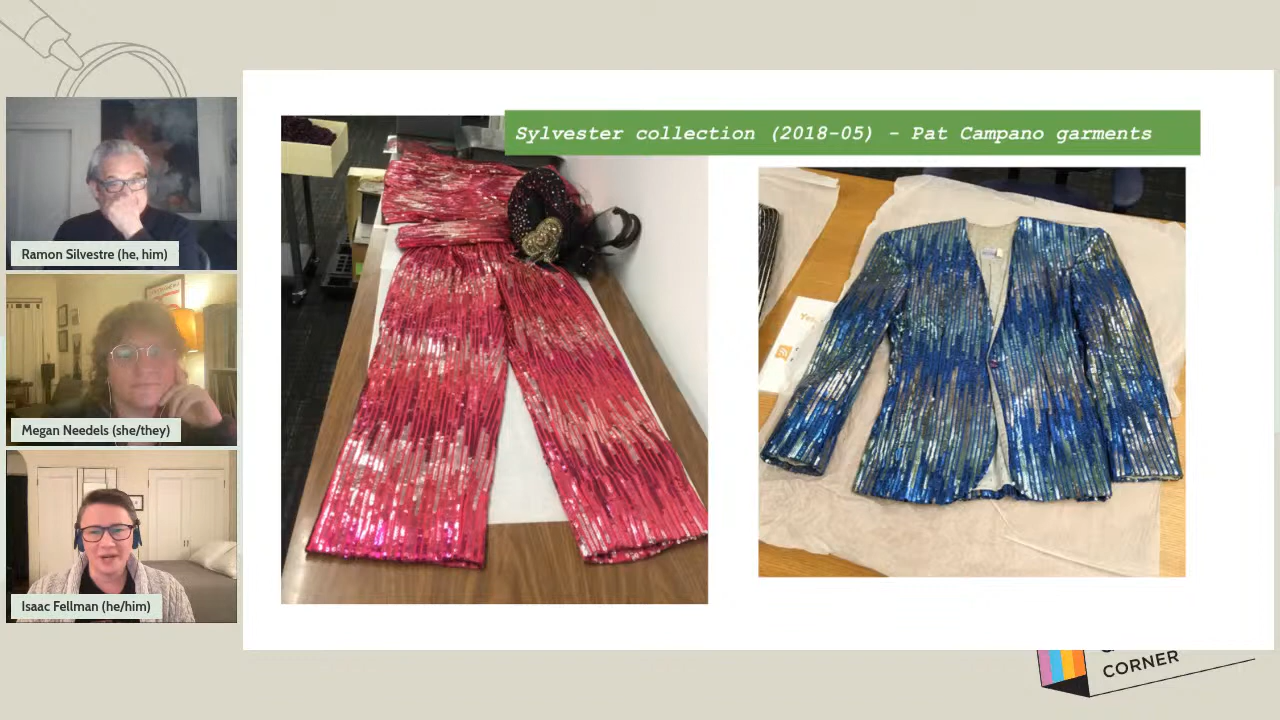 Sylvester collection (2018-05) - Pat Campano garments
Ramon Silvestre (he, him)
Megan Needels (she/they)
Isaac Fellman (he/him)
CORNER